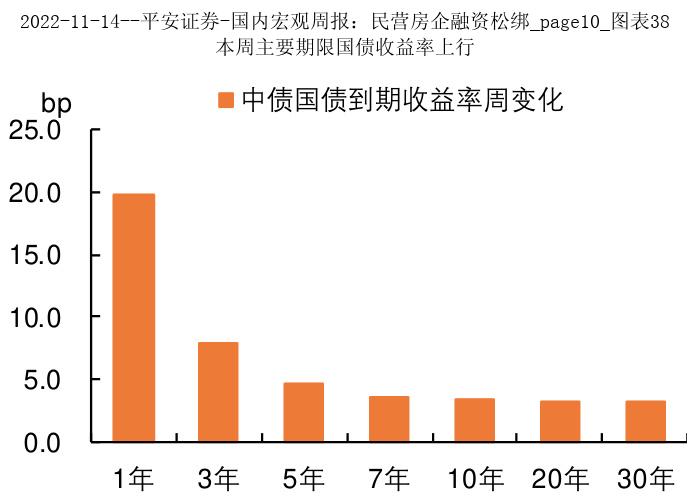 2022-11-14--平安证券-国内宏观周报：民营房企融资松绑_page10_图表38
本周主要期限国债收益率上行
bp
中债国债到期收益率周变化
25.0
20.0
15.0
10.0
5.0
0.0
1年 3年 5年 7年 10年 20年 30年